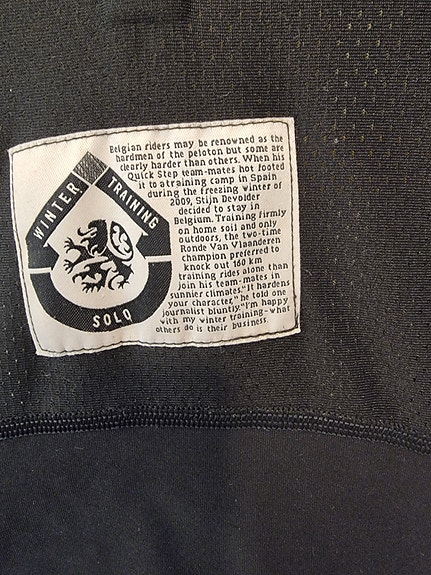 WINTER TRAINING
SOLO
Belgian riders may be renowned as the
hardmen of the peloton but some are
clearly harder than others. When his
Quick Step team-mates hot footed
it to a training camp in Spain
during the freezing winter of
2009, Stijn Devolder
decided to stay in
Belgium. Training firmly
on home soil and only
outdoors, the two-time
Ronde Van Vlaanderen
champion preferred to
knock out 160 km
training rides alone than
join his team-mates in
sunnier climates. "It hardens
your character," he told one
journalist bluntly. "I'm happy
with my winter training-what
others do is their business.